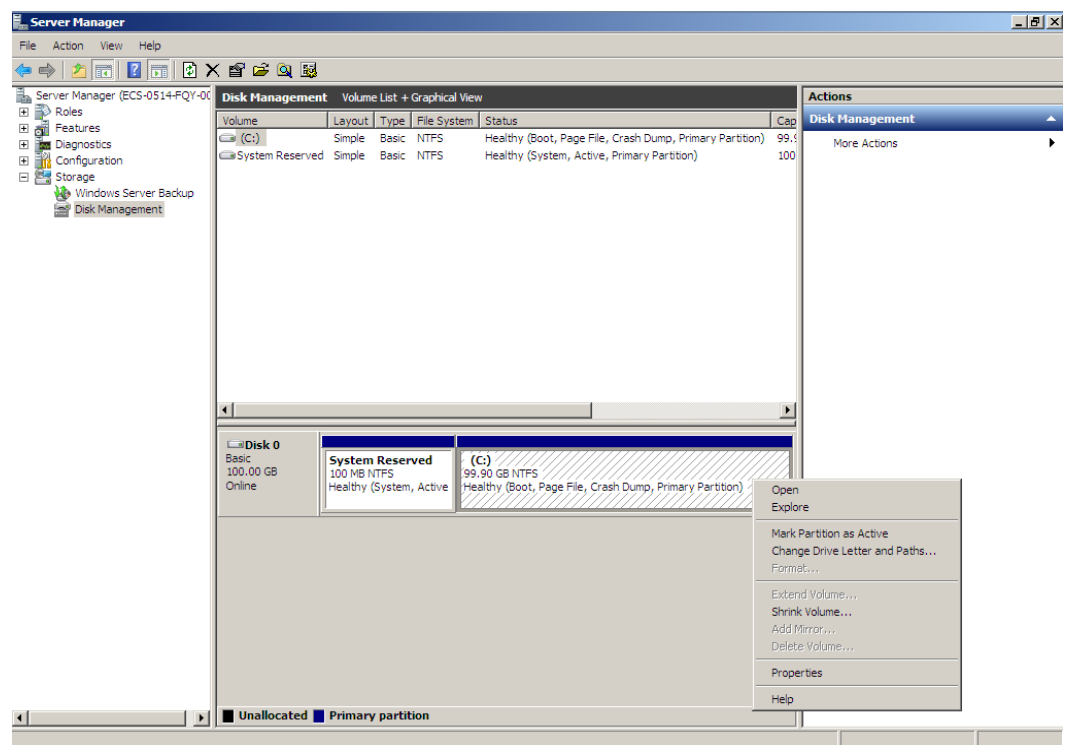 Server Manager
File Action View Help
Server Manager (ECS-0514-FQY-00
Roles
Features
Diagnostics
Configuration
Storage
Windows Server Backup
Disk Management
Disk Management Volume List + Graphical View
Volume Layout Type File System Status Cap
(C:) Simple Basic NTFS Healthy (Boot, Page File, Crash Dump, Primary Partition) 99.9
System Reserved Simple Basic NTFS Healthy (System, Active, Primary Partition) 100
Disk 0
Basic
100.00 GB
Online
System Reserved
100 MB NTFS
Healthy (System, Active
(C:)
99.90 GB NTFS
Healthy (Boot, Page File, Crash Dump, Primary Partition)
Unallocated Primary partition
Actions
Disk Management
More Actions
Open
Explore
Mark Partition as Active
Change Drive Letter and Paths...
Format...
Extend Volume...
Shrink Volume...
Add Mirror...
Delete Volume...
Properties
Help